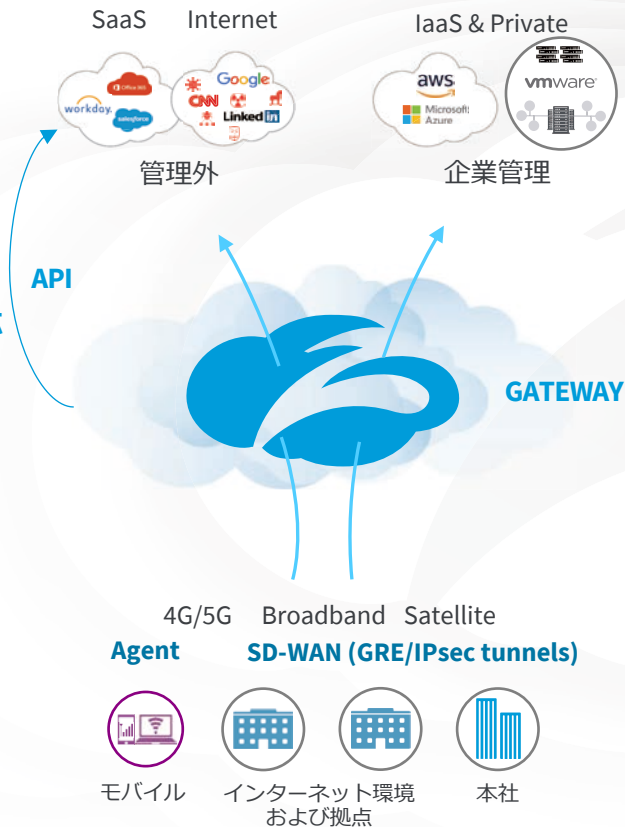 SaaS Internet
IaaS & Private
Office 365
workday.
salesforce
Google
CNN
Linked in
aws
Microsoft
Azure
vmware
管理外
企業管理
API
GATEWAY
4G/5G Broadband Satellite
Agent SD-WAN (GRE/IPsec tunnels)
モバイル
インターネット環境
および拠点
本社